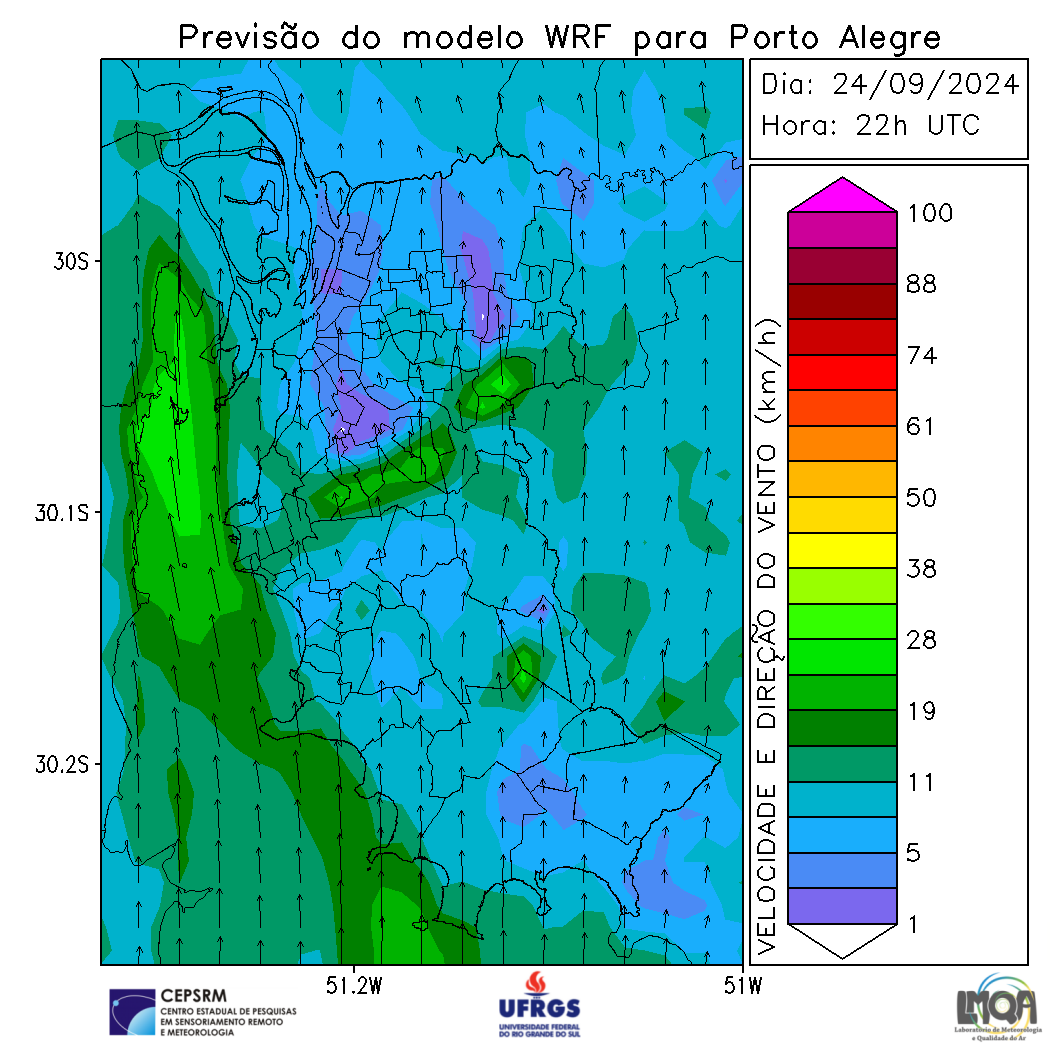 Previsão do modelo WRF para Porto Alegre
Dia: 24/09/2024
Hora: 22h UTC
30S
30.1S
30.2S
51.2W
51W
VELOCIDADE E DIREÇÃO DO VENTO (km/h)
100
88
74
61
50
38
28
19
11
5
1
CEPSRM
CENTRO ESTADUAL DE PESQUISAS
EM SENSORIAMENTO REMOTO
E METEOROLOGIA
UFRGS
UNIVERSIDADE FEDERAL
DO RIO GRANDE DO SUL
LMQA
Laboratório de Meteorologia
e Qualidade do Ar